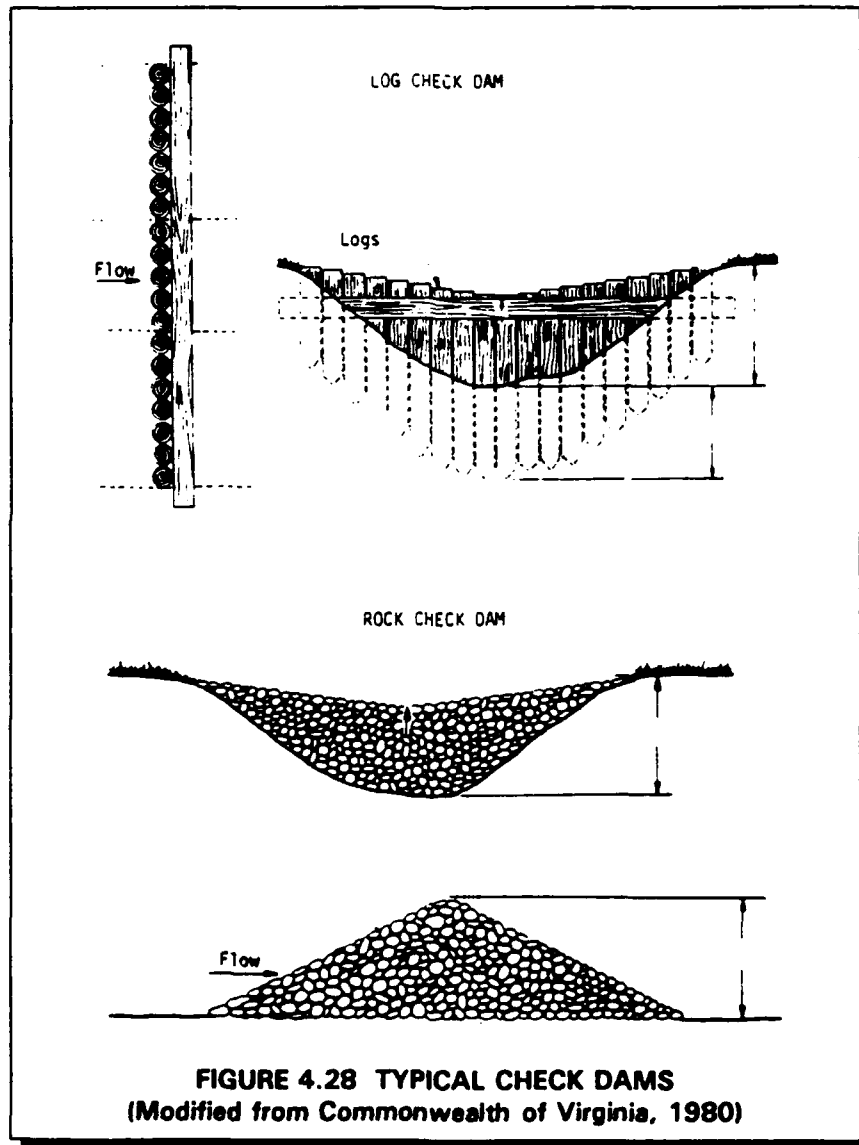 LOG CHECK DAM
Logs
Flow
ROCK CHECK DAM
Flow
FIGURE 4.28 TYPICAL CHECK DAMS
(Modified from Commonwealth of Virginia, 1980)